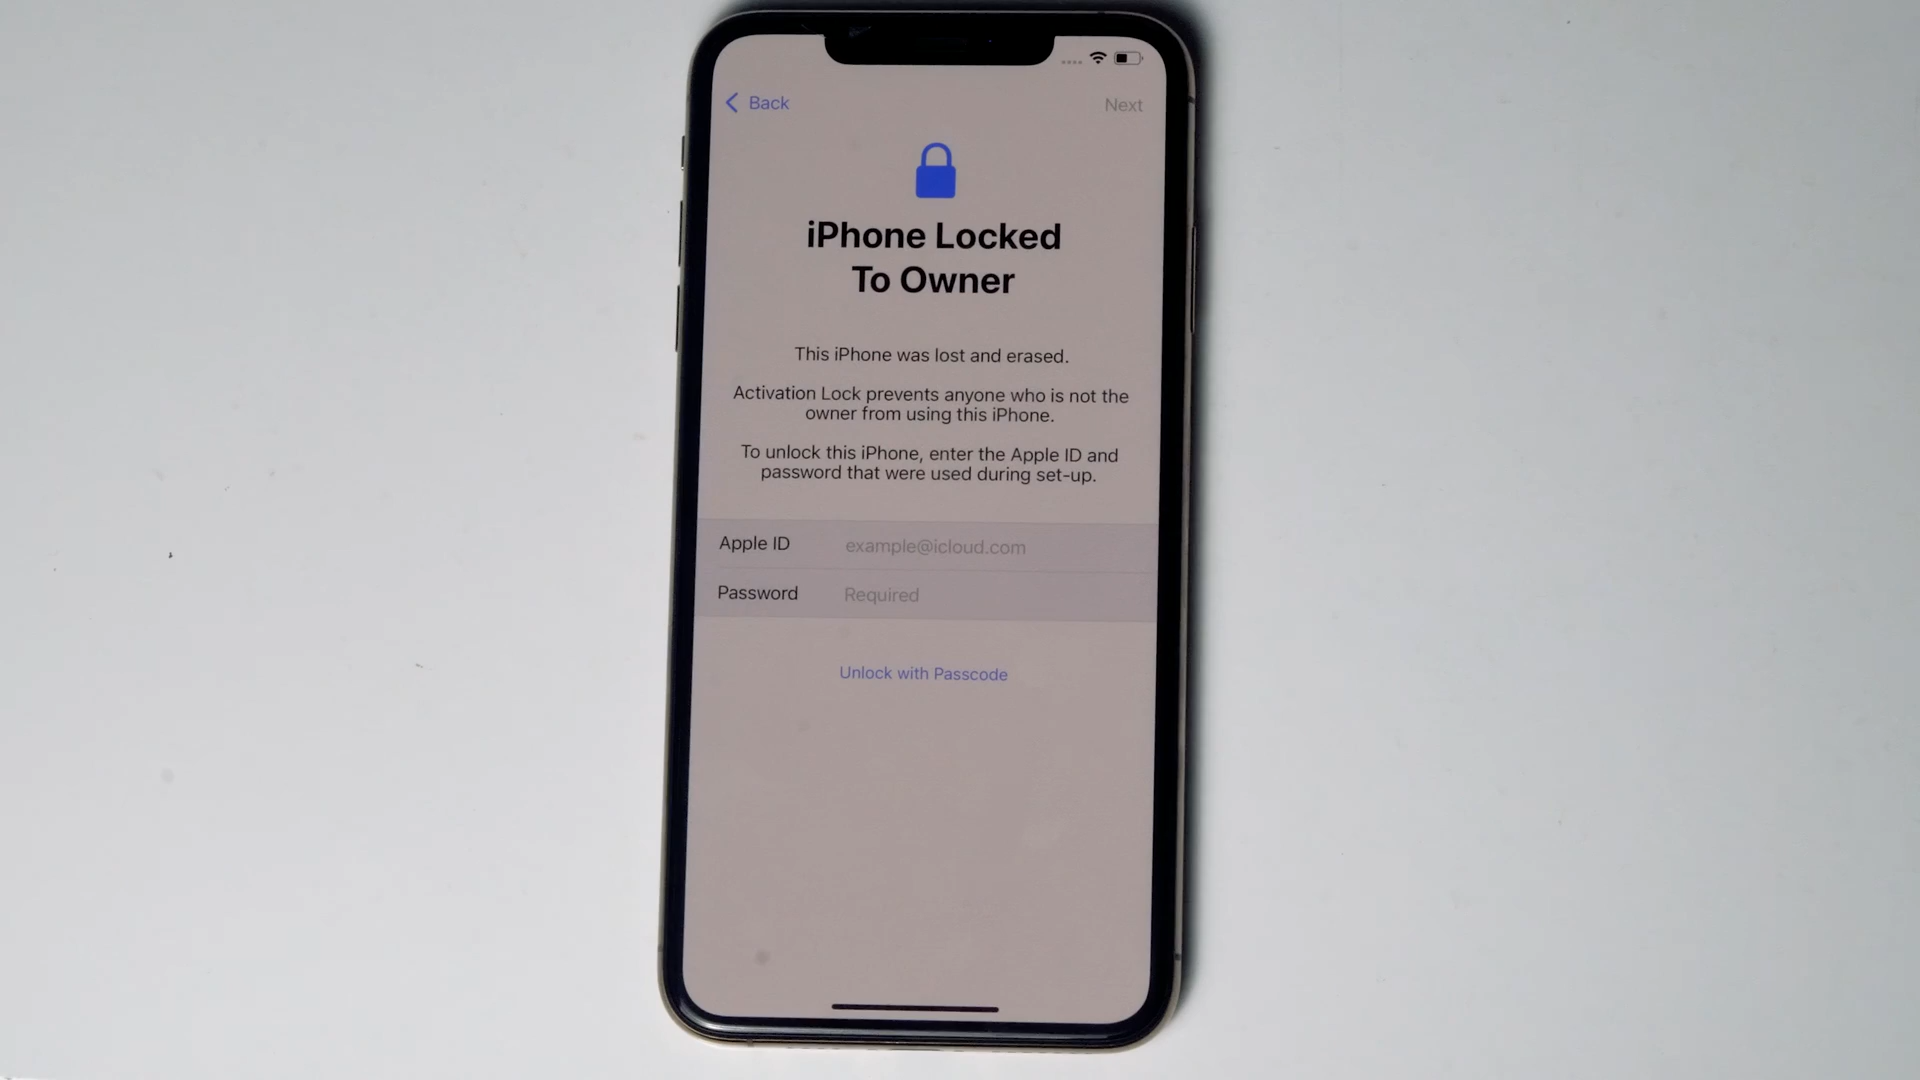 Back
Next
iPhone Locked
To Owner
This iPhone was lost and erased.
Activation Lock prevents anyone who is not the
owner from using this iPhone.
To unlock this iPhone, enter the Apple ID and
password that were used during set-up.
Apple ID example@icloud.com
Password Required
Unlock with Passcode